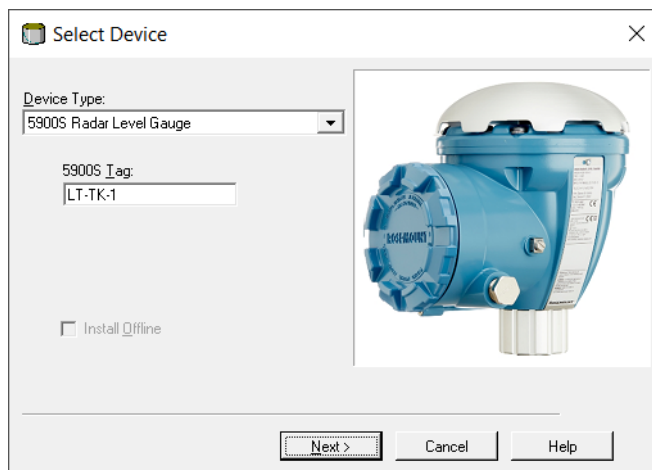 Select Device
Device Type:
5900S Radar Level Gauge
5900S Tag:
LT-TK-1
Install Offline
ROSEMOUNT
Next >
Cancel
Help